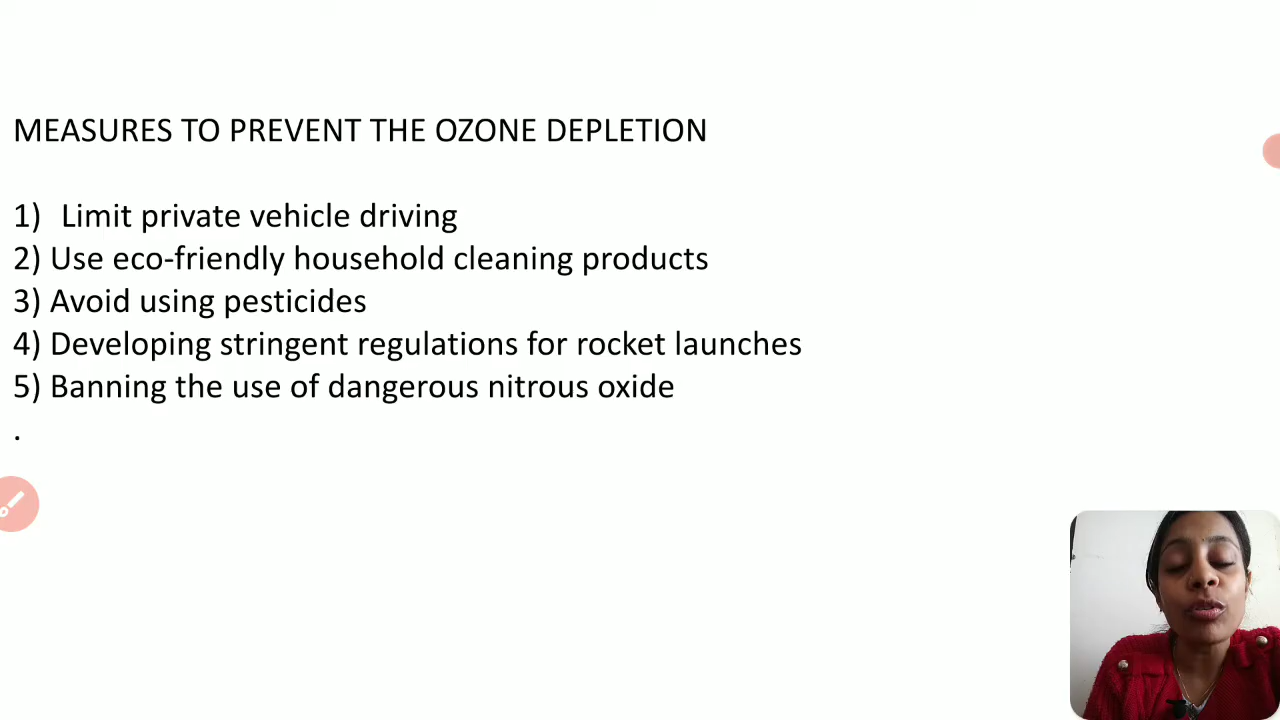 MEASURES TO PREVENT THE OZONE DEPLETION
1) Limit private vehicle driving
2) Use eco-friendly household cleaning products
3) Avoid using pesticides
4) Developing stringent regulations for rocket launches
5) Banning the use of dangerous nitrous oxide
.